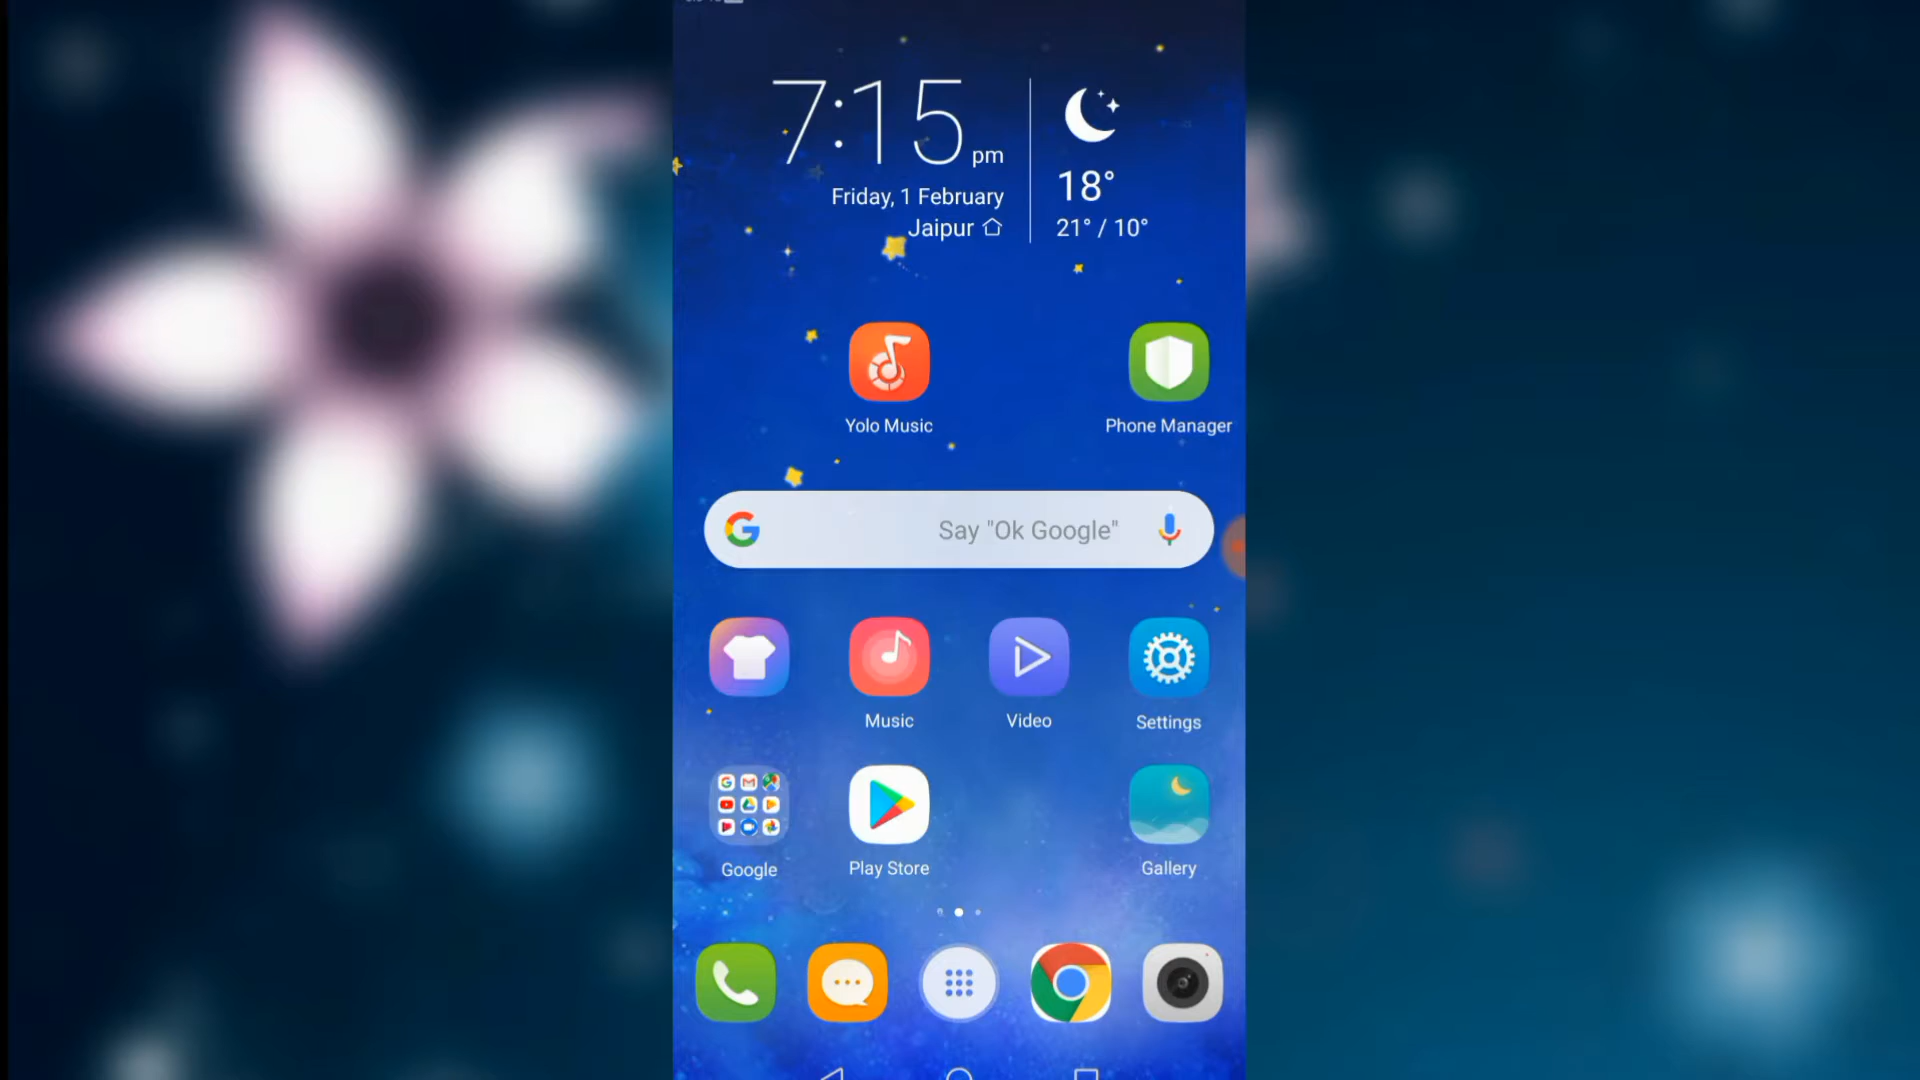 7:15 pm
Friday, 1 February
Jaipur
18°
21° / 10°
Yolo Music
Phone Manager
Say "Ok Google"
Music
Video
Settings
Google
Play Store
Gallery